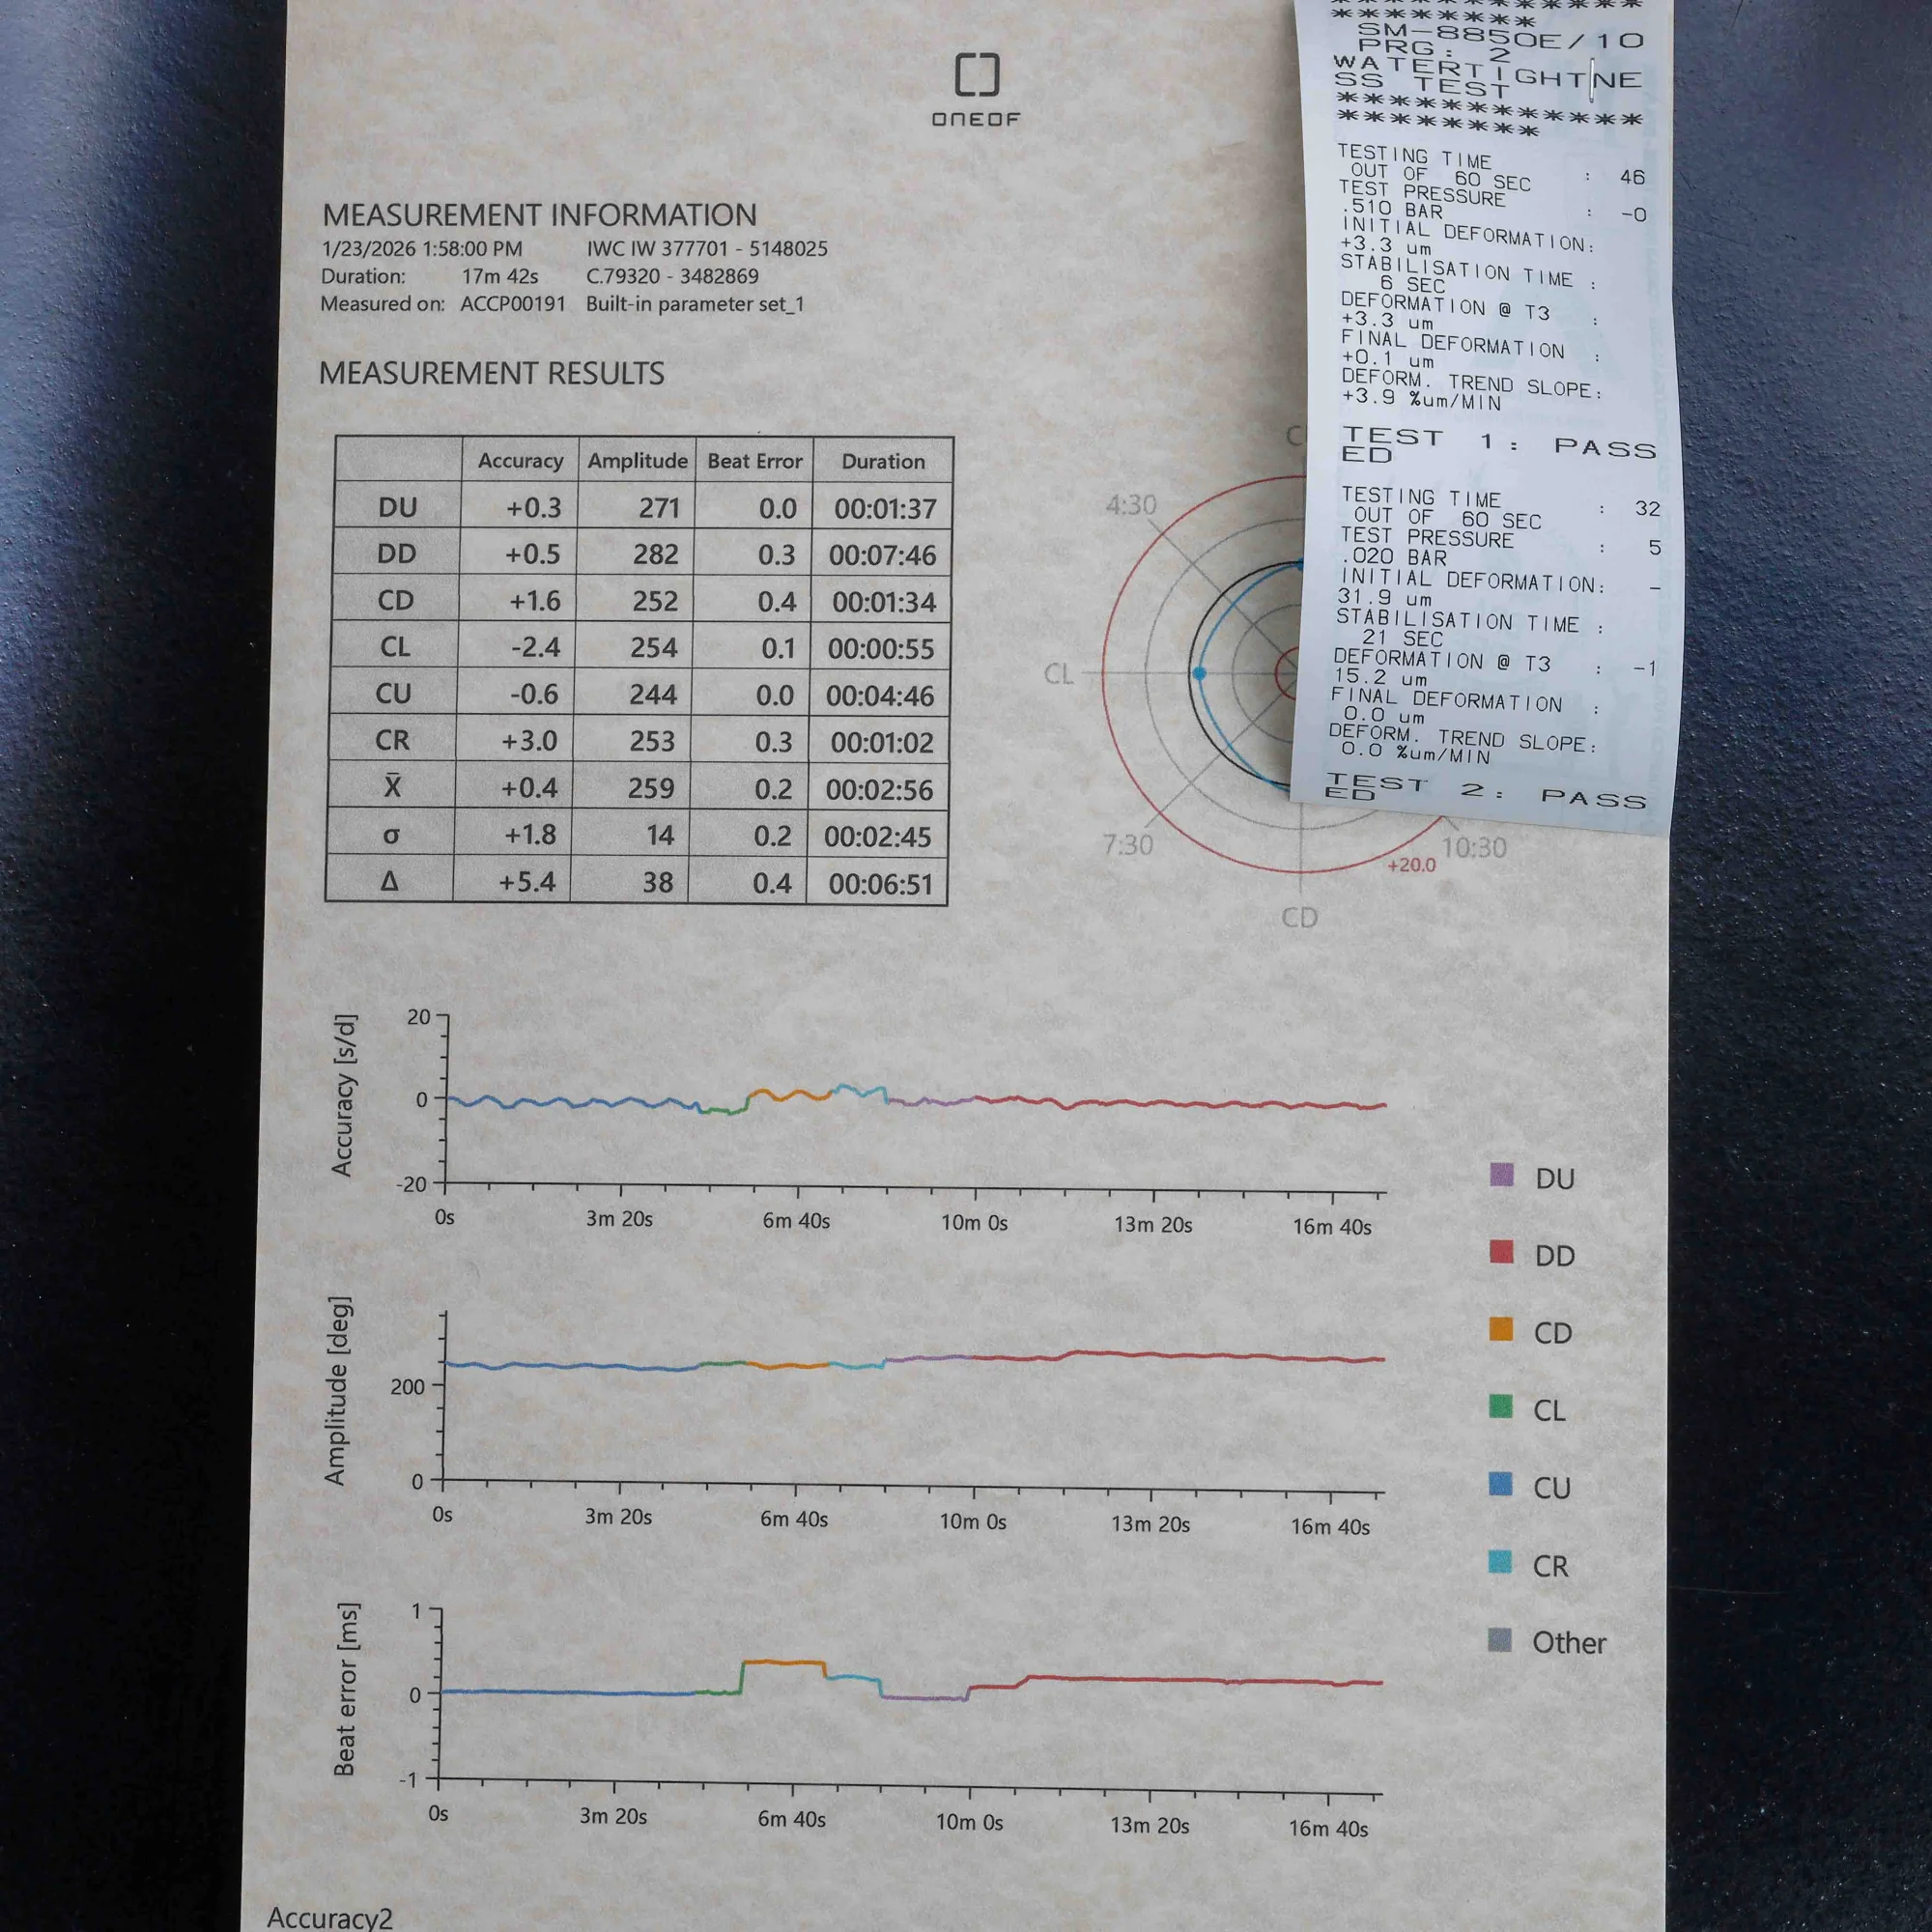 ONEOF
MEASUREMENT INFORMATION
1/23/2026 1:58:00 PM IWC IW 377701 - 5148025
Duration: 17m 42s C.79320 - 3482869
Measured on: ACCP00191 Built-in parameter set_1
MEASUREMENT RESULTS
Accuracy Amplitude Beat Error Duration
DU +0.3 271 0.0 00:01:37
DD +0.5 282 0.3 00:07:46
CD +1.6 252 0.4 00:01:34
CL -2.4 254 0.1 00:00:55
CU -0.6 244 0.0 00:04:46
CR +3.0 253 0.3 00:01:02
X̄ +0.4 259 0.2 00:02:56
σ +1.8 14 0.2 00:02:45
Δ +5.4 38 0.4 00:06:51
4:30
CL
7:30
10:30
+20.0
CD
********
SM-8850E/10
PRG: 2
WATERTIGHTNE
SS TEST
************
********
TESTING TIME : 46
OUT OF 60 SEC
TEST PRESSURE : -0
.510 BAR
INITIAL DEFORMATION:
+3.3 um
STABILISATION TIME :
6 SEC
DEFORMATION @ T3 :
+3.3 um
FINAL DEFORMATION :
+0.1 um
DEFORM. TREND SLOPE:
+3.9 %um/MIN
TEST 1: PASS
ED
TESTING TIME : 32
OUT OF 60 SEC
TEST PRESSURE : 5
.020 BAR
INITIAL DEFORMATION: -
31.9 um
STABILISATION TIME :
21 SEC
DEFORMATION @ T3 : -1
15.2 um
FINAL DEFORMATION :
0.0 um
DEFORM. TREND SLOPE:
0.0 %um/MIN
TEST 2: PASS
ED
Accuracy [s/d]
20
0
-20
0s 3m 20s 6m 40s 10m 0s 13m 20s 16m 40s
Amplitude [deg]
200
0
0s 3m 20s 6m 40s 10m 0s 13m 20s 16m 40s
Beat error [ms]
1
0
-1
0s 3m 20s 6m 40s 10m 0s 13m 20s 16m 40s
DU
DD
CD
CL
CU
CR
Other
Accuracy2